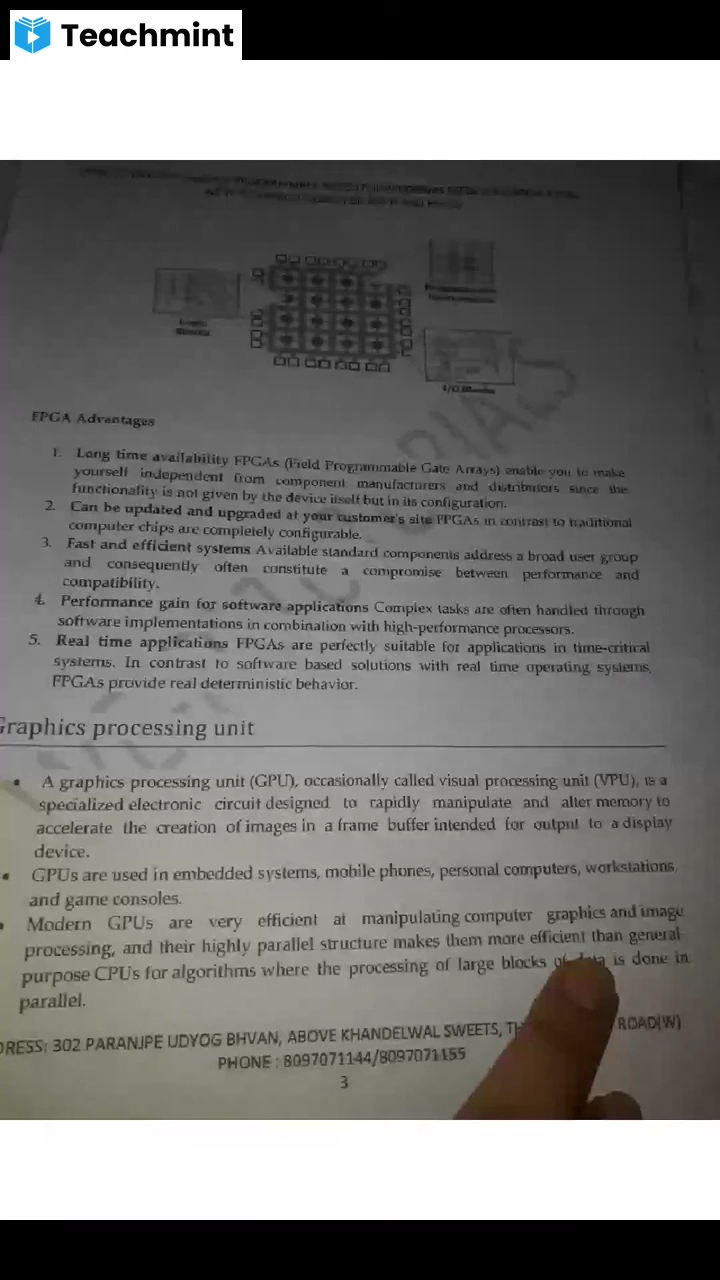 Teachmint
I/O Blocks
FPGA Advantages
1. Long time availability FPGAs (Field Programmable Gate Arrays) enable you to make
yourself independent from component manufacturers and distributors since the
functionality is not given by the device itself but in its configuration.
2. Can be updated and upgraded at your customer's site FPGAs in contrast to traditional
computer chips are completely configurable.
3. Fast and efficient systems Available standard components address a broad user group
and consequently often constitute a compromise between performance and
compatibility.
4. Performance gain for software applications Complex tasks are often handled through
software implementations in combination with high-performance processors.
5. Real time applications FPGAs are perfectly suitable for applications in time-critical
systems. In contrast to software based solutions with real time operating systems,
FPGAs provide real deterministic behavior.
Graphics processing unit
• A graphics processing unit (GPU), occasionally called visual processing unit (VPU), is a
specialized electronic circuit designed to rapidly manipulate and alter memory to
accelerate the creation of images in a frame buffer intended for output to a display
device.
• GPUs are used in embedded systems, mobile phones, personal computers, workstations,
and game consoles.
• Modern GPUs are very efficient at manipulating computer graphics and image
processing, and their highly parallel structure makes them more efficient than general-
purpose CPUs for algorithms where the processing of large blocks of data is done in
parallel.
DRESS: 302 PARANJPE UDYOG BHVAN, ABOVE KHANDELWAL SWEETS, TH ROAD(W)
PHONE : 8097071144/8097071155
3